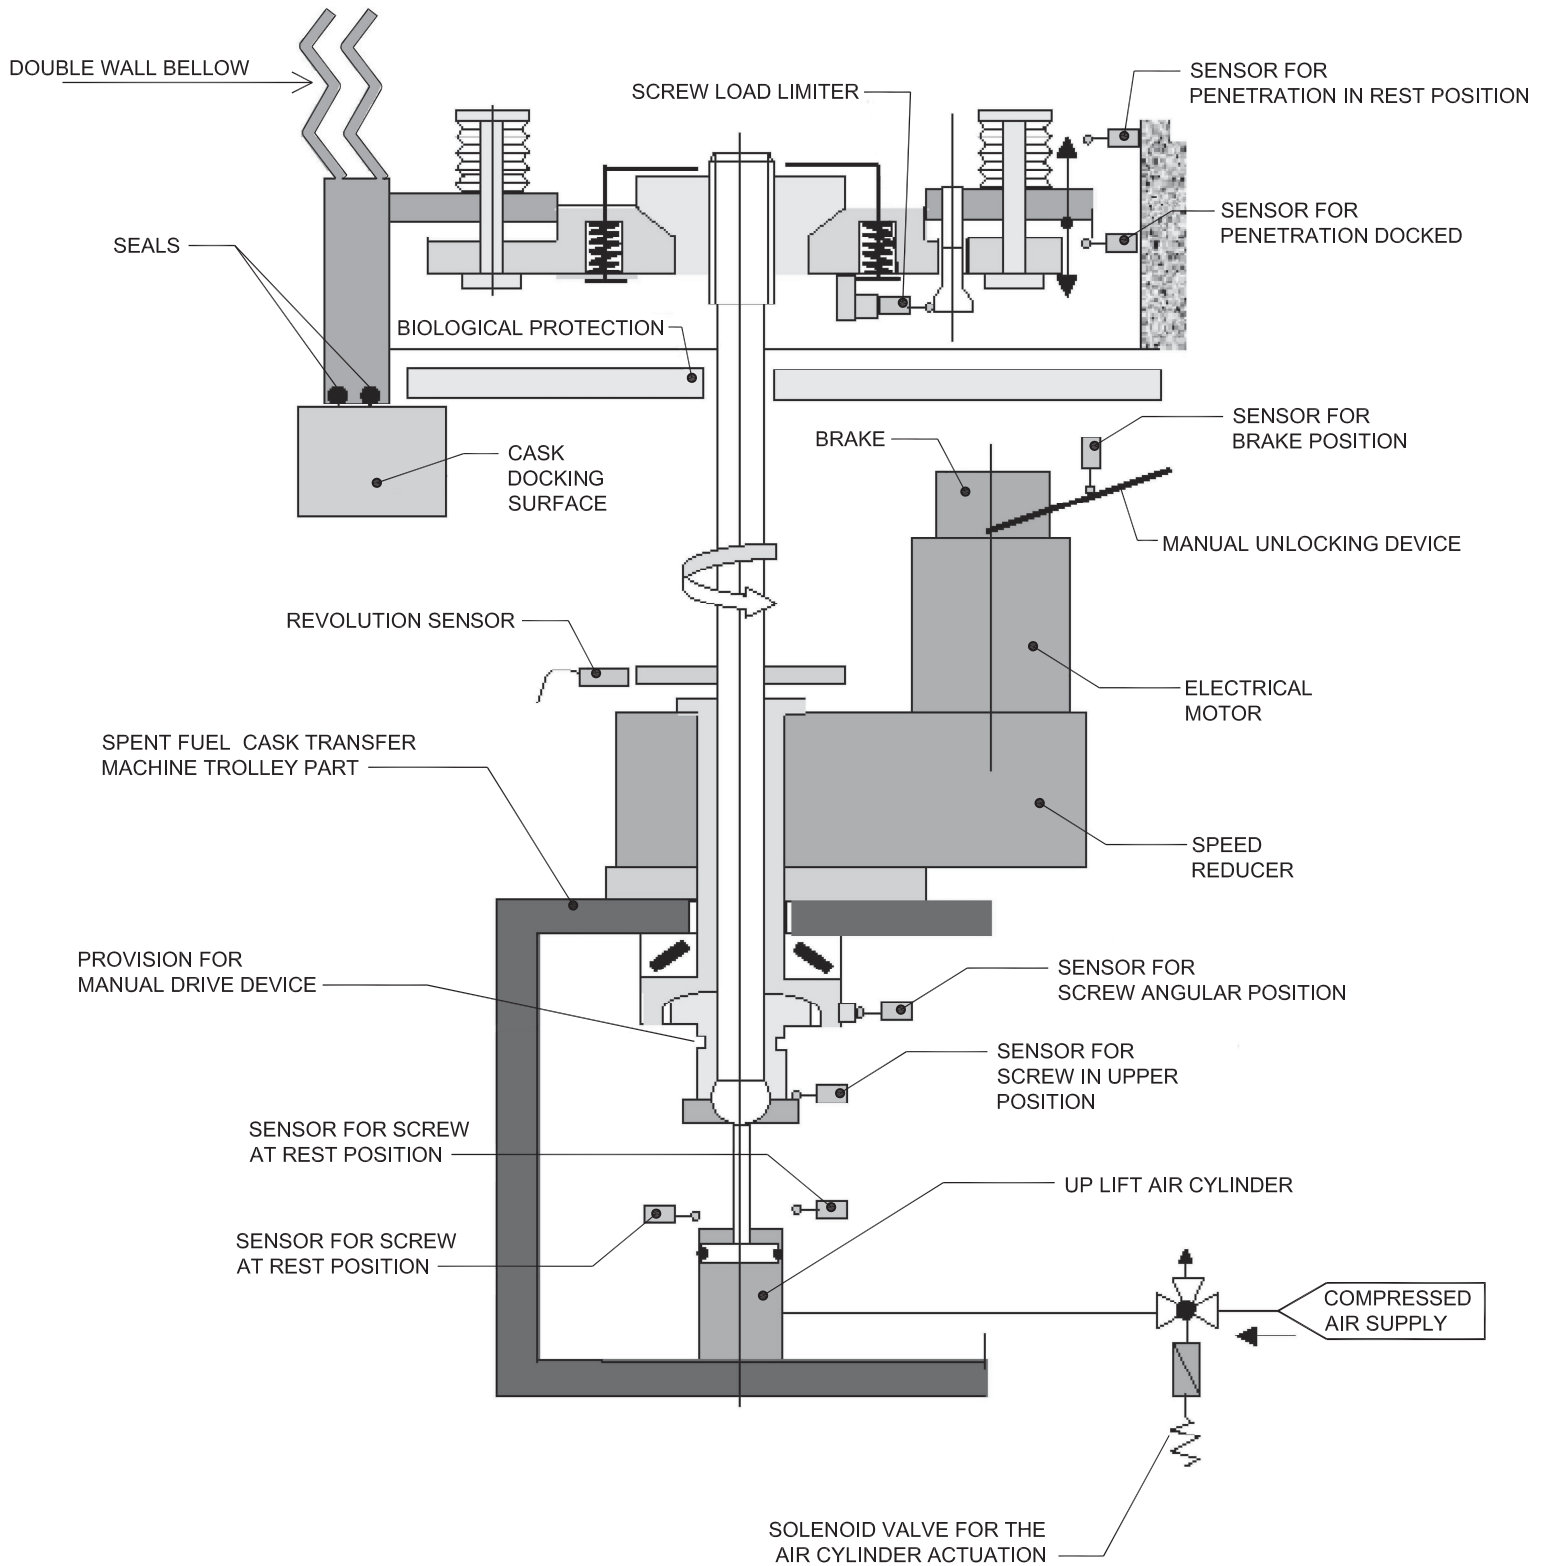 DOUBLE WALL BELLOW
SCREW LOAD LIMITER
SENSOR FOR
PENETRATION IN REST POSITION
SEALS
SENSOR FOR
PENETRATION DOCKED
BIOLOGICAL PROTECTION
CASK
DOCKING
SURFACE
BRAKE
SENSOR FOR
BRAKE POSITION
MANUAL UNLOCKING DEVICE
REVOLUTION SENSOR
ELECTRICAL
MOTOR
SPENT FUEL CASK TRANSFER
MACHINE TROLLEY PART
SPEED
REDUCER
PROVISION FOR
MANUAL DRIVE DEVICE
SENSOR FOR
SCREW ANGULAR POSITION
SENSOR FOR
SCREW IN UPPER
POSITION
SENSOR FOR SCREW
AT REST POSITION
UP LIFT AIR CYLINDER
SENSOR FOR SCREW
AT REST POSITION
COMPRESSED
AIR SUPPLY
SOLENOID VALVE FOR THE
AIR CYLINDER ACTUATION